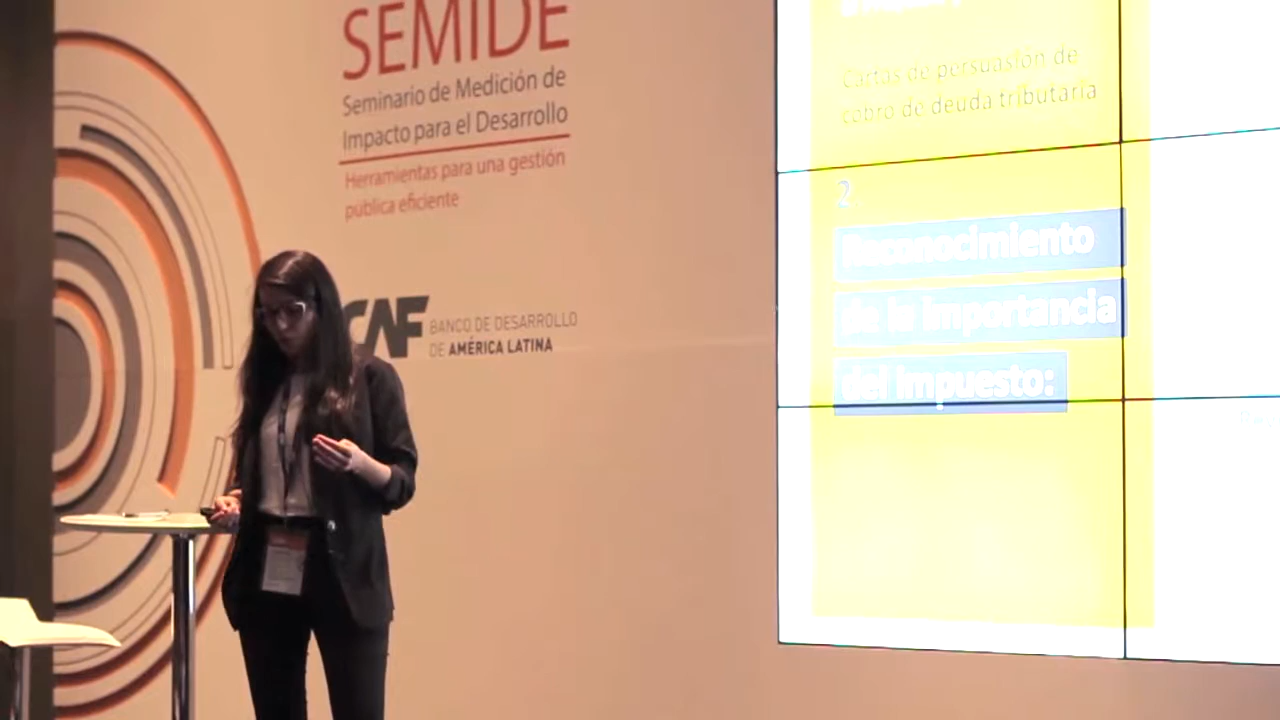 SEMIDE
Seminario de Medición de
Impacto para el Desarrollo
Herramientas para una gestión
pública eficiente
CAF BANCO DE DESARROLLO
DE AMÉRICA LATINA
Cartas de persuasión de
cobro de deuda tributaria
2.
Reconocimiento
de la importancia
del Impuesto: